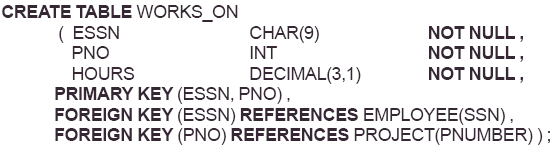 CREATE TABLE WORKS_ON
( ESSN CHAR(9) NOT NULL ,
PNO INT NOT NULL ,
HOURS DECIMAL(3,1) NOT NULL ,
PRIMARY KEY (ESSN, PNO) ,
FOREIGN KEY (ESSN) REFERENCES EMPLOYEE(SSN) ,
FOREIGN KEY (PNO) REFERENCES PROJECT(PNUMBER) ) ;